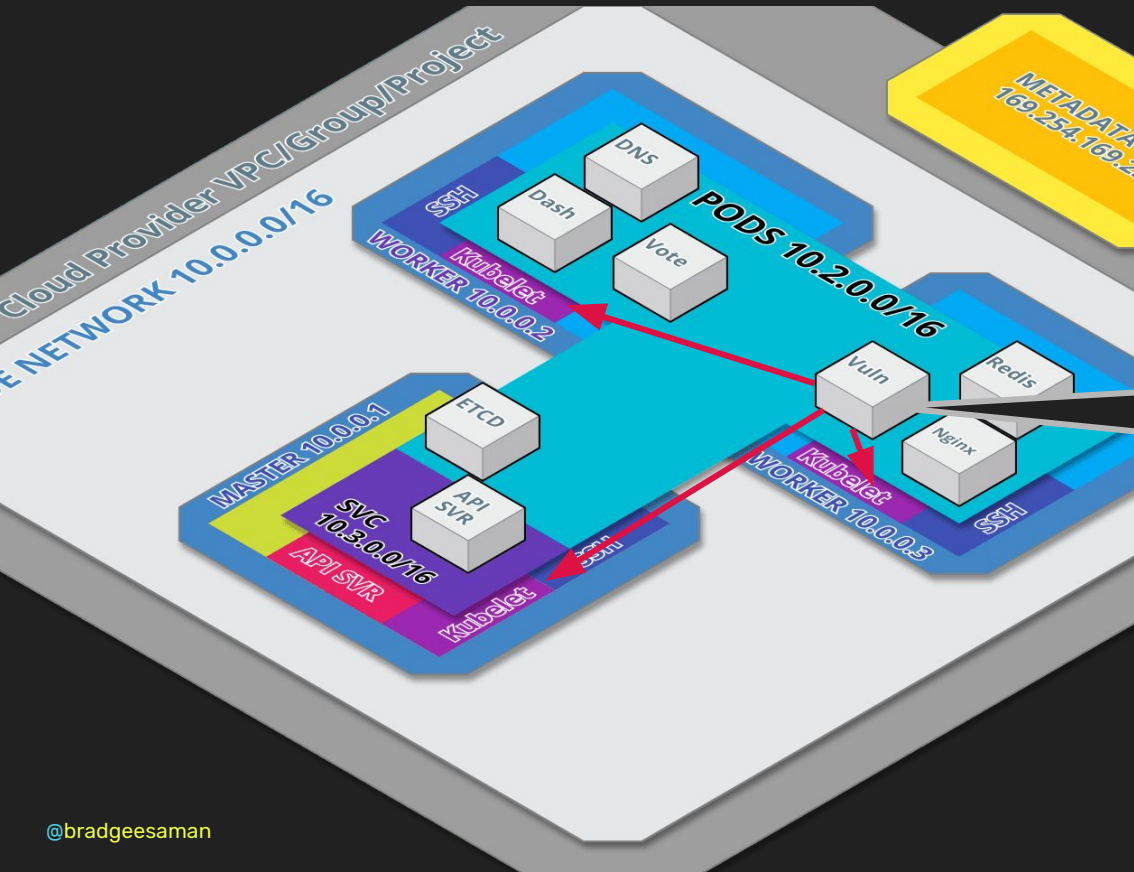 Cloud Provider VPC/Group/Project
NETWORK 10.0.0.0/16
METADATA
DNS
Dash
Vote
PODS 10.2.0.0/16
SSH
Kubelet
WORKER 10.0.0.2
Vuln
Redis
Nginx
Kubelet
SSH
WORKER 10.0.0.3
ETCD
MASTER 10.0.0.1
API
SVR
SVC
10.3.0.0/16
SSH
API SVR
Kubelet
@bradgeesaman